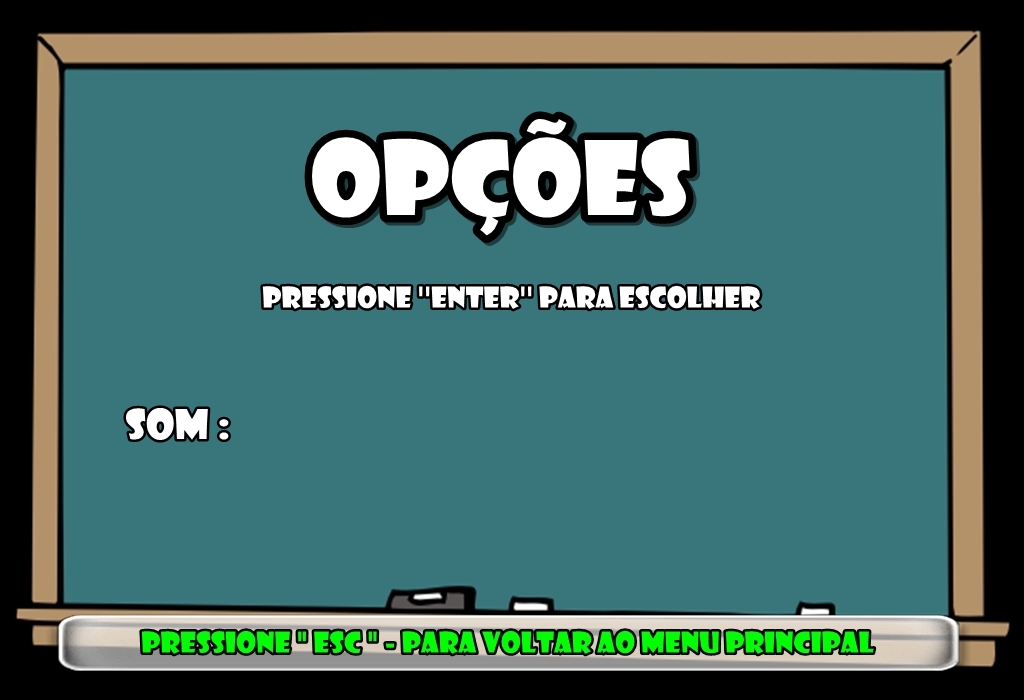 OPÇÕES
PRESSIONE "ENTER" PARA ESCOLHER
SOM :
PRESSIONE " ESC " - PARA VOLTAR AO MENU PRINCIPAL